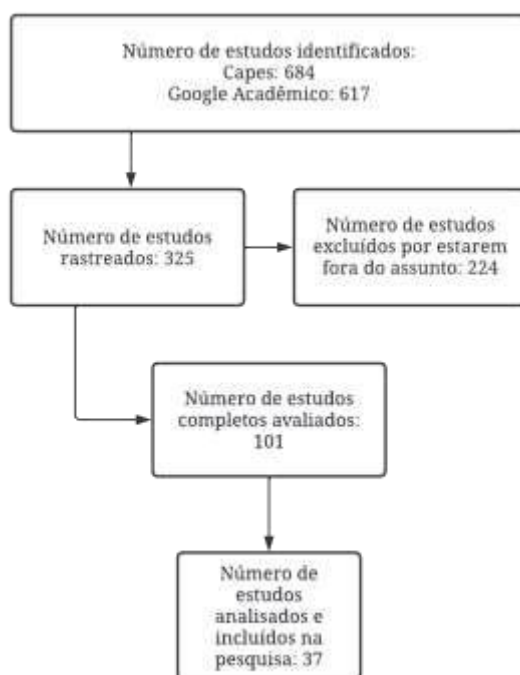 Número de estudos identificados:
Capes: 684
Google Acadêmico: 617
Número de estudos
rastreados: 325
Número de estudos
excluídos por estarem
fora do assunto: 224
Número de estudos
completos avaliados:
101
Número de
estudos
analisados e
incluídos na
pesquisa: 37